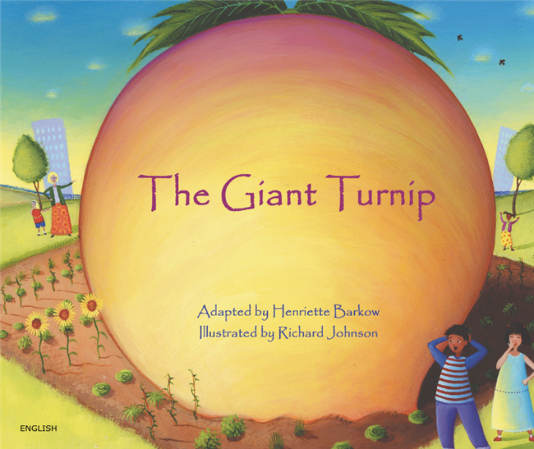 The Giant Turnip
Adapted by Henriette Barkow
Illustrated by Richard Johnson
ENGLISH